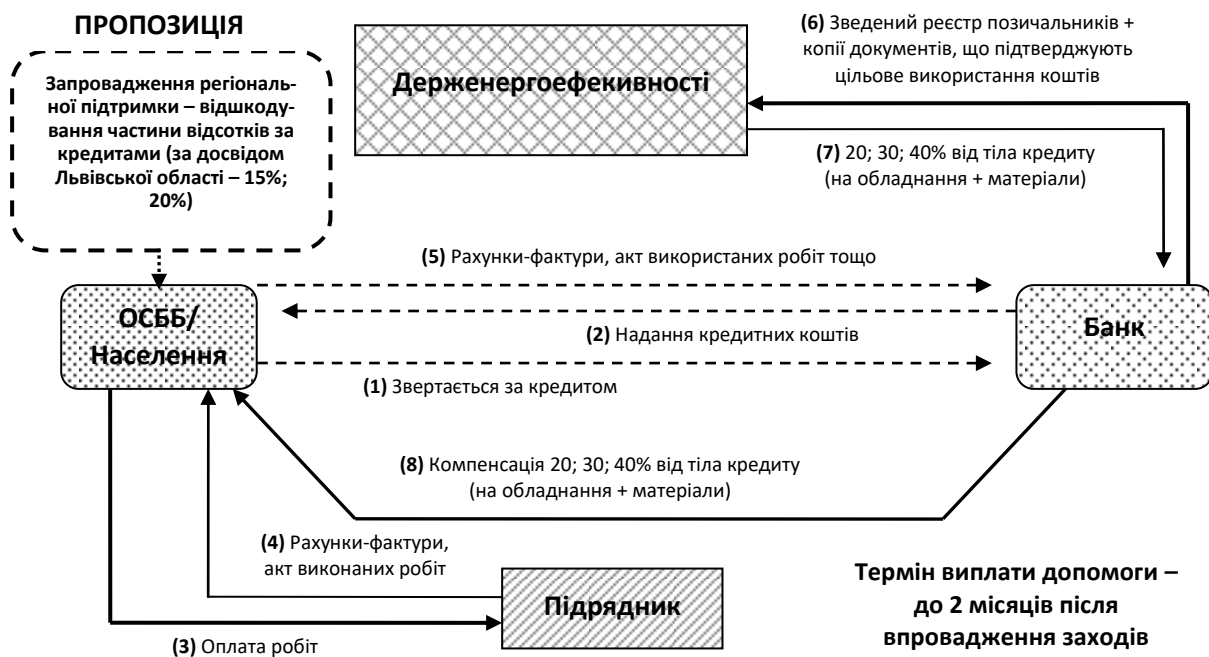 ПРОПОЗИЦІЯ
Запровадження регіональ-
ної підтримки – відшкоду-
вання частини відсотків за
кредитами (за досвідом
Львівської області – 15%;
20%)
Держенергоефекивності
(6) Зведений реєстр позичальників +
копії документів, що підтверджують
цільове використання коштів
(7) 20; 30; 40% від тіла кредиту
(на обладнання + матеріали)
(5) Рахунки-фактури, акт використаних робіт тощо
ОСББ/
Населення
(2) Надання кредитних коштів
Банк
(1) Звертається за кредитом
(8) Компенсація 20; 30; 40% від тіла кредиту
(на обладнання + матеріали)
(4) Рахунки-фактури,
акт виконаних робіт
Підрядник
(3) Оплата робіт
Термін виплати допомоги –
до 2 місяців після
впровадження заходів